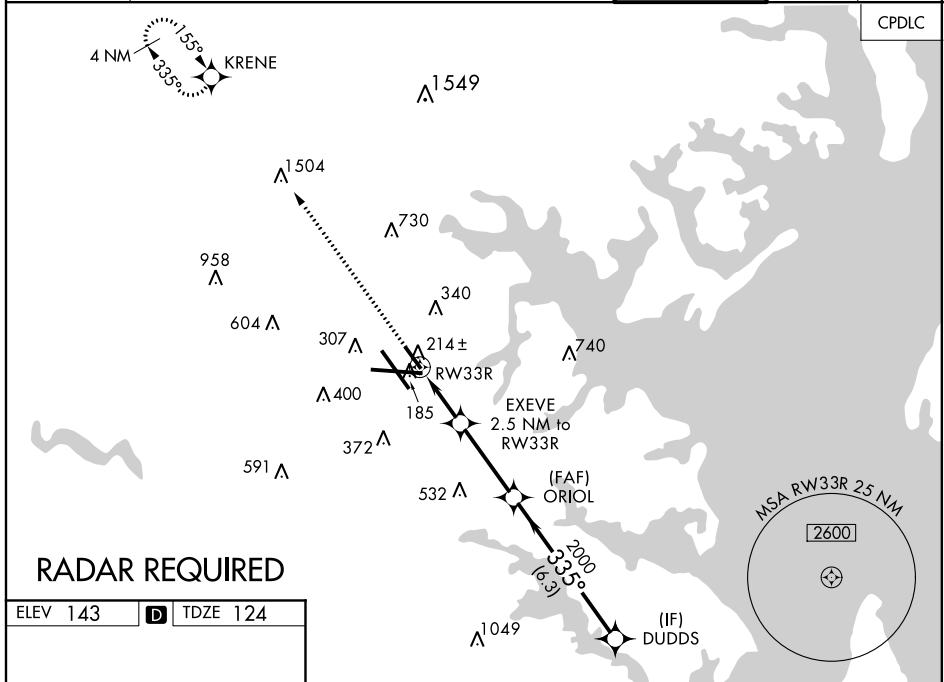 CPDLC
4 NM
155°
335°
KRENE
1549
1504
730
958
340
604
307
214±
740
RW33R
400
185
EXEVE
2.5 NM to
RW33R
372
591
532
(FAF)
ORIOL
MSA RW33R 25 NM
2600
2000
335°
(6.3)
RADAR REQUIRED
ELEV 143 D TDZE 124
1049
(IF)
DUDDS